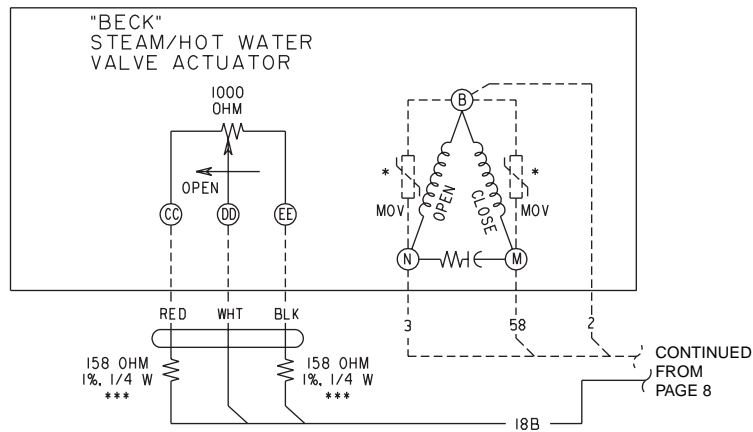 "BECK"
STEAM/HOT WATER
VALVE ACTUATOR
1000
OHM
OPEN
CC
DD
EE
B
*
*
MOV
OPEN
CLOSE
MOV
N
M
RED
WHT
BLK
3
58
2
158 OHM
1%, 1/4 W
***
158 OHM
1%, 1/4 W
***
CONTINUED
FROM
PAGE 8
18B